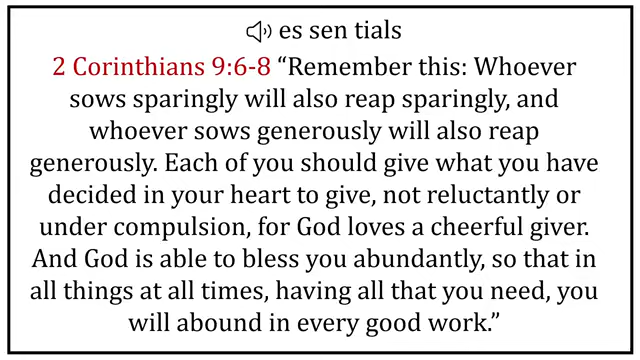 es sen tials
2 Corinthians 9:6-8 “Remember this: Whoever
sows sparingly will also reap sparingly, and
whoever sows generously will also reap
generously. Each of you should give what you have
decided in your heart to give, not reluctantly or
under compulsion, for God loves a cheerful giver.
And God is able to bless you abundantly, so that in
all things at all times, having all that you need, you
will abound in every good work.”